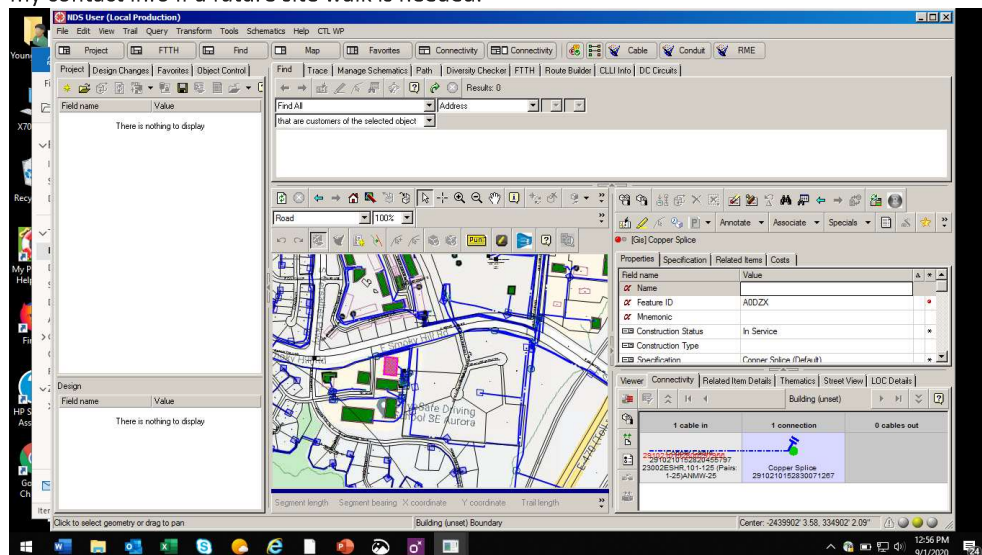 my contact info if a future site walk is needed.
NDS User (Local Production)
File Edit View Trail Query Transform Tools Schematics Help CTL WP
Project FTTH Find Map Favorites Connectivity Connectivity Cable Conduit RME
Project Design Changes Favorites Object Control
Find Trace Manage Schematics Path Diversity Checker FTTH Route Builder CLLI Info DC Circuits
Results: 0
Field name Value
There is nothing to display
Find All Address
that are customers of the selected object
Road 100%
Annotate Associate Specials
[Gis] Copper Splice
Properties Specification Related Items Costs
Field name Value
Name
Feature ID A0DZX
Mnemonic
Construction Status In Service
Construction Type
Specification Copper Splice (Default)
E Smoky Hill Rd
Safe Driving
SE Aurora
Design
Field name Value
There is nothing to display
Viewer Connectivity Related Item Details Thematics Street View LOC Details
Building (unset)
1 cable in 1 connection 0 cables out
2910210152820455797
23002ESHR,101-125 (Pairs:
1-25)ANMW-25
Copper Splice
2910210152830071267
Segment length Segment bearing X coordinate Y coordinate Trail length
Click to select geometry or drag to pan Building (unset) Boundary Center: -2439902' 3.58, 334902' 2.09"
12:56 PM
9/1/2020